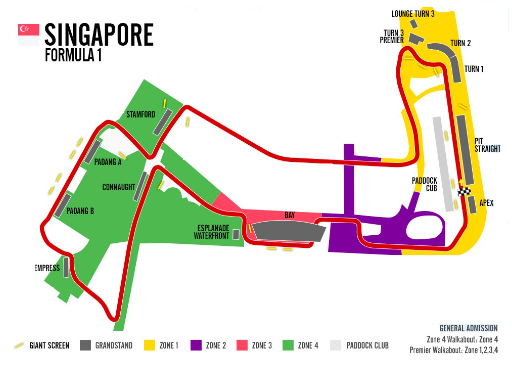 SINGAPORE
FORMULA 1
LOUNGE TURN 3
TURN 3
PREMIER
TURN 2
TURN 1
STAMFORD
PIT
STRAIGHT
PADANG A
CONNAUGHT
PADDOCK
CUB
PADANG B
APEX
BAY
ESPLANADE
WATERFRONT
EMPRESS
GENERAL ADMISSION
Zone 4 Walkabout: Zone 4
Premier Walkabout: Zone 1,2,3,4
GIANT SCREEN
GRANDSTAND
ZONE 1
ZONE 2
ZONE 3
ZONE 4
PADDOCK CLUB